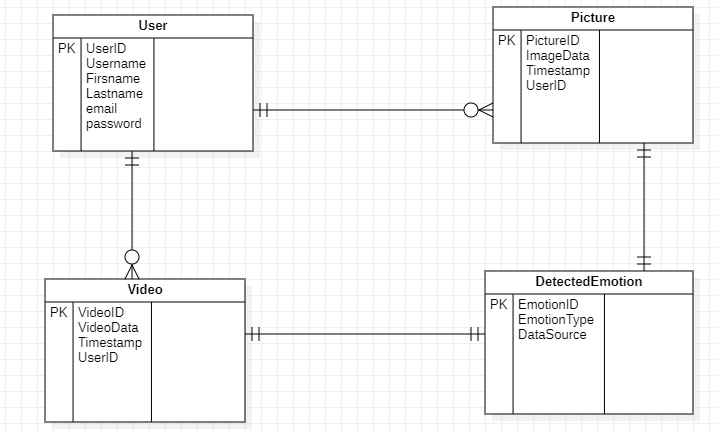 User
PK UserID
Username
Firsname
Lastname
email
password
Picture
PK PictureID
ImageData
Timestamp
UserID
Video
PK VideoID
VideoData
Timestamp
UserID
DetectedEmotion
PK EmotionID
EmotionType
DataSource